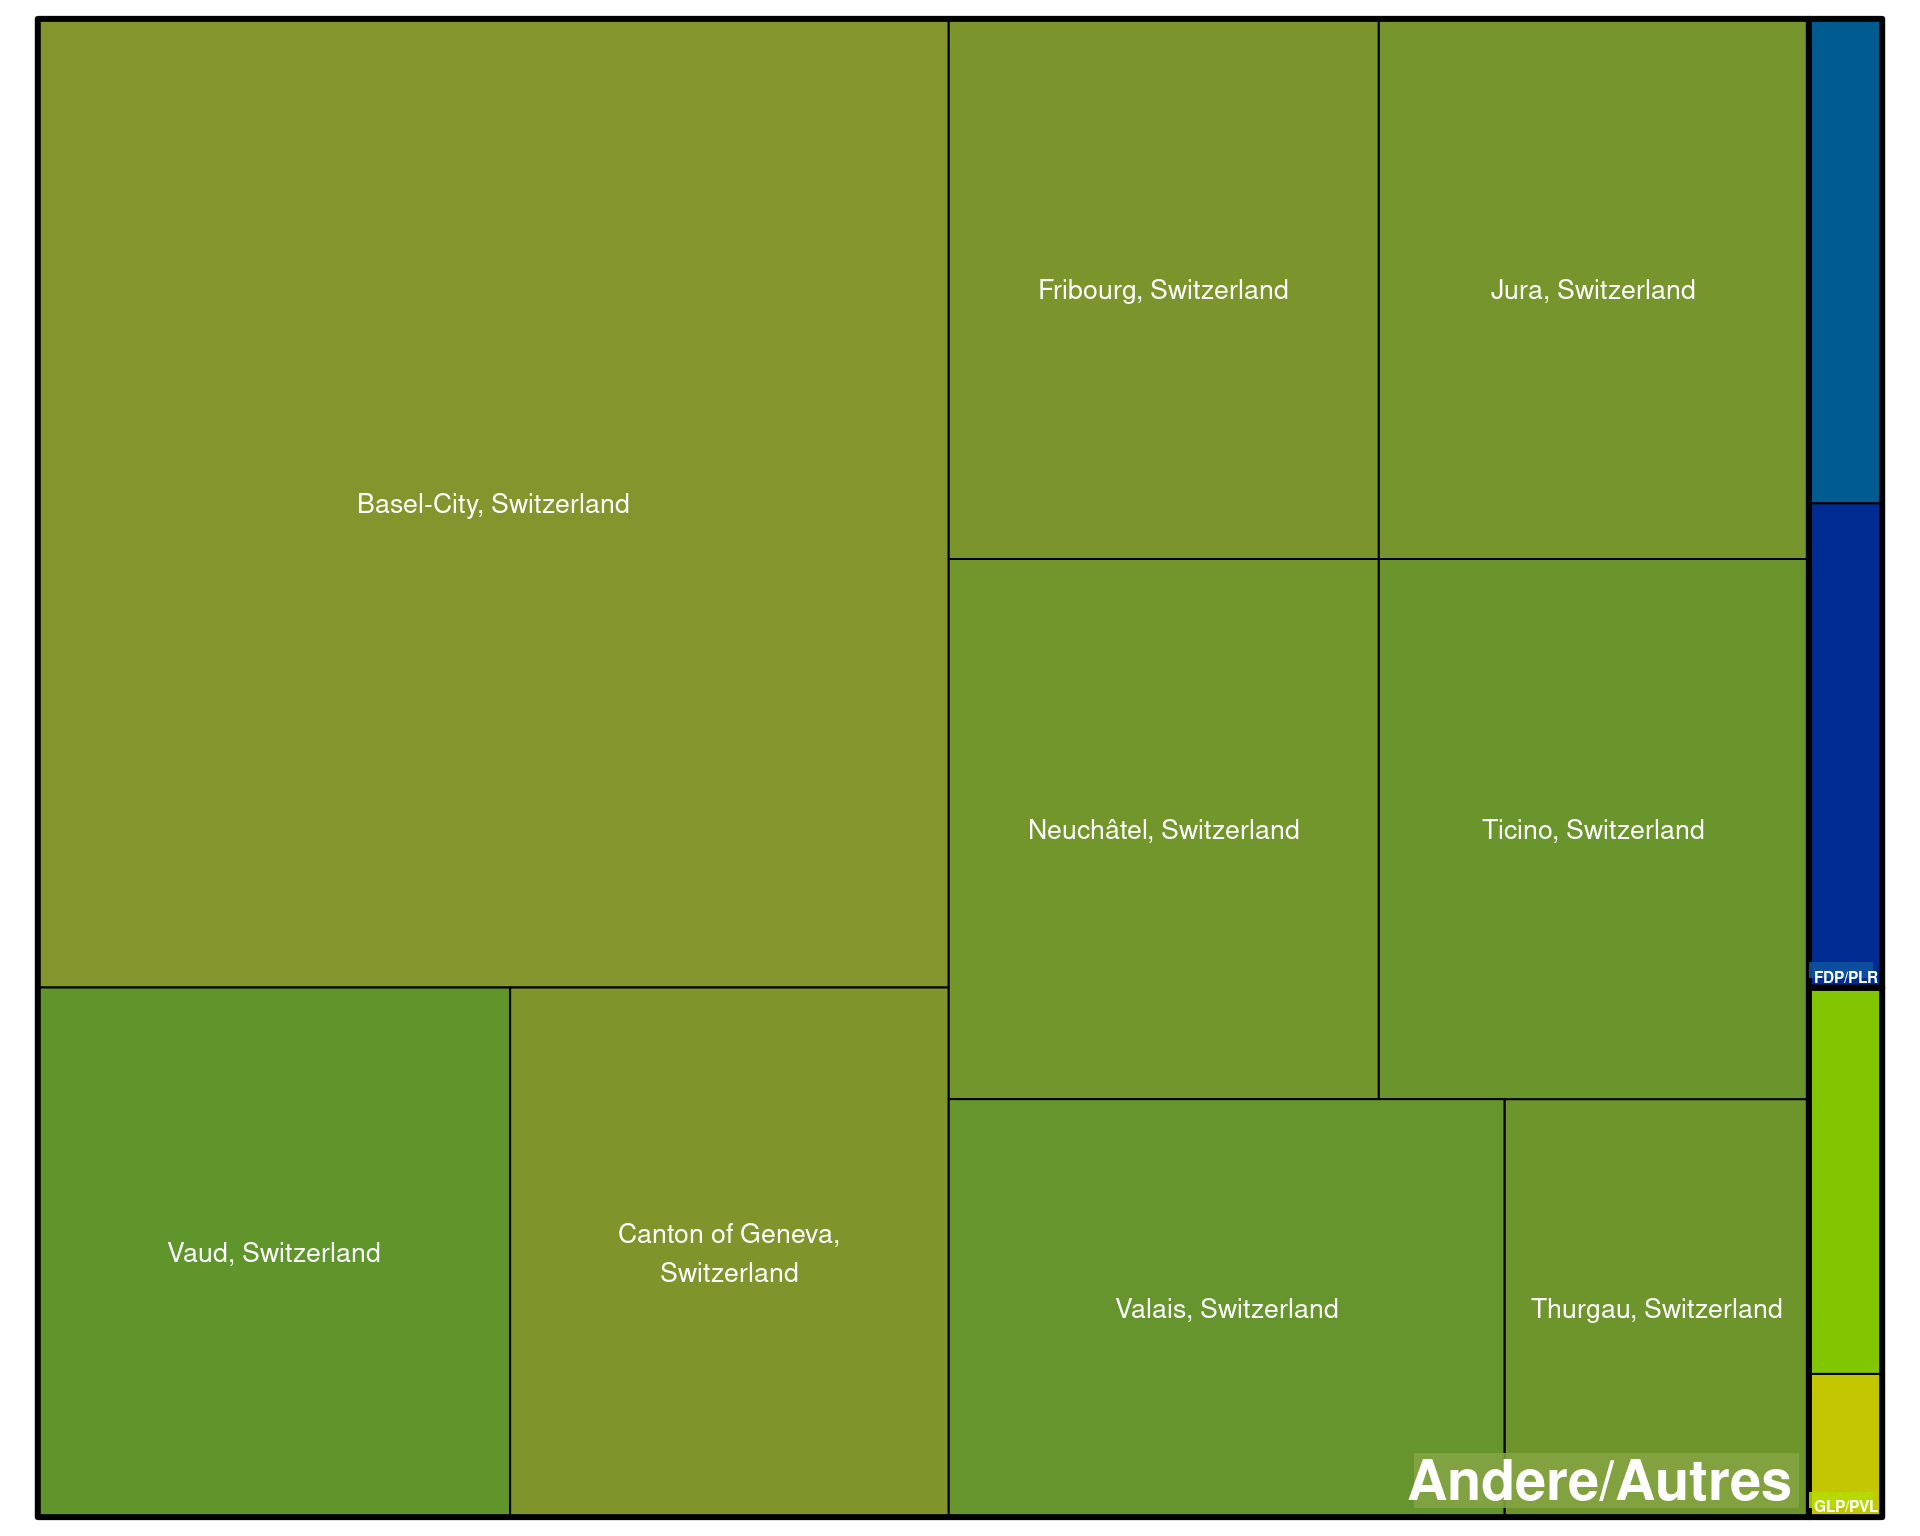 Basel-City, Switzerland
Fribourg, Switzerland
Jura, Switzerland
Neuchâtel, Switzerland
Ticino, Switzerland
FDP/PLR
Vaud, Switzerland
Canton of Geneva,
Switzerland
Valais, Switzerland
Thurgau, Switzerland
Andere/Autres
GLP/PVL